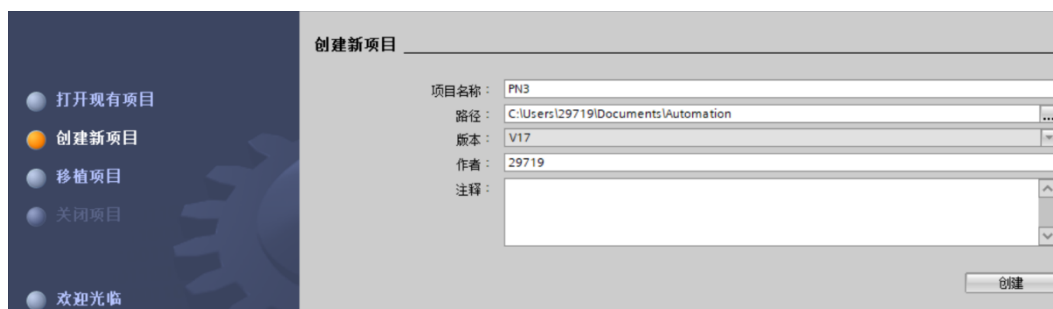 创建新项目
打开现有项目
创建新项目
移植项目
关闭项目
欢迎光临
项目名称： PN3
路径： C:\Users\29719\Documents\Automation
...
版本： V17
作者： 29719
注释：
创建